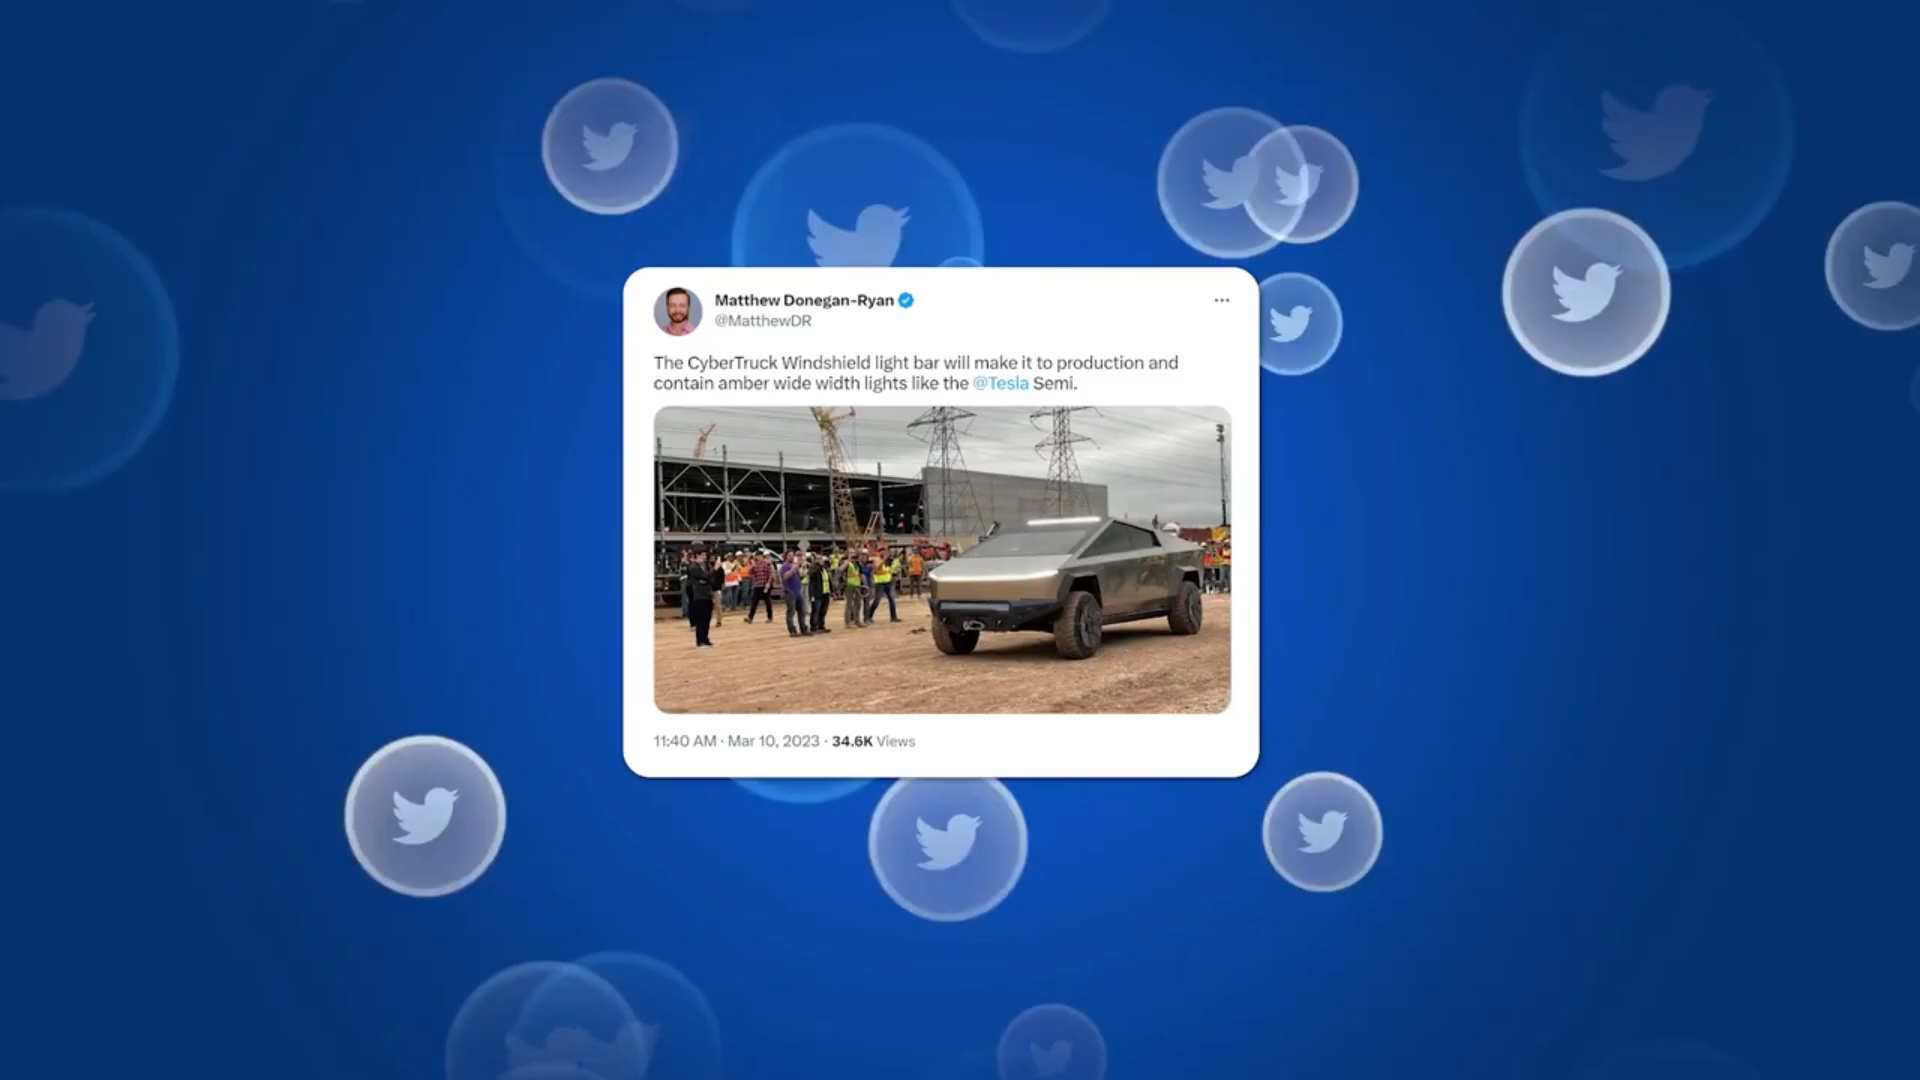 Matthew Donegan-Ryan
@MatthewDR
The CyberTruck Windshield light bar will make it to production and
contain amber wide width lights like the @Tesla Semi.
11:40 AM · Mar 10, 2023 · 34.6K Views